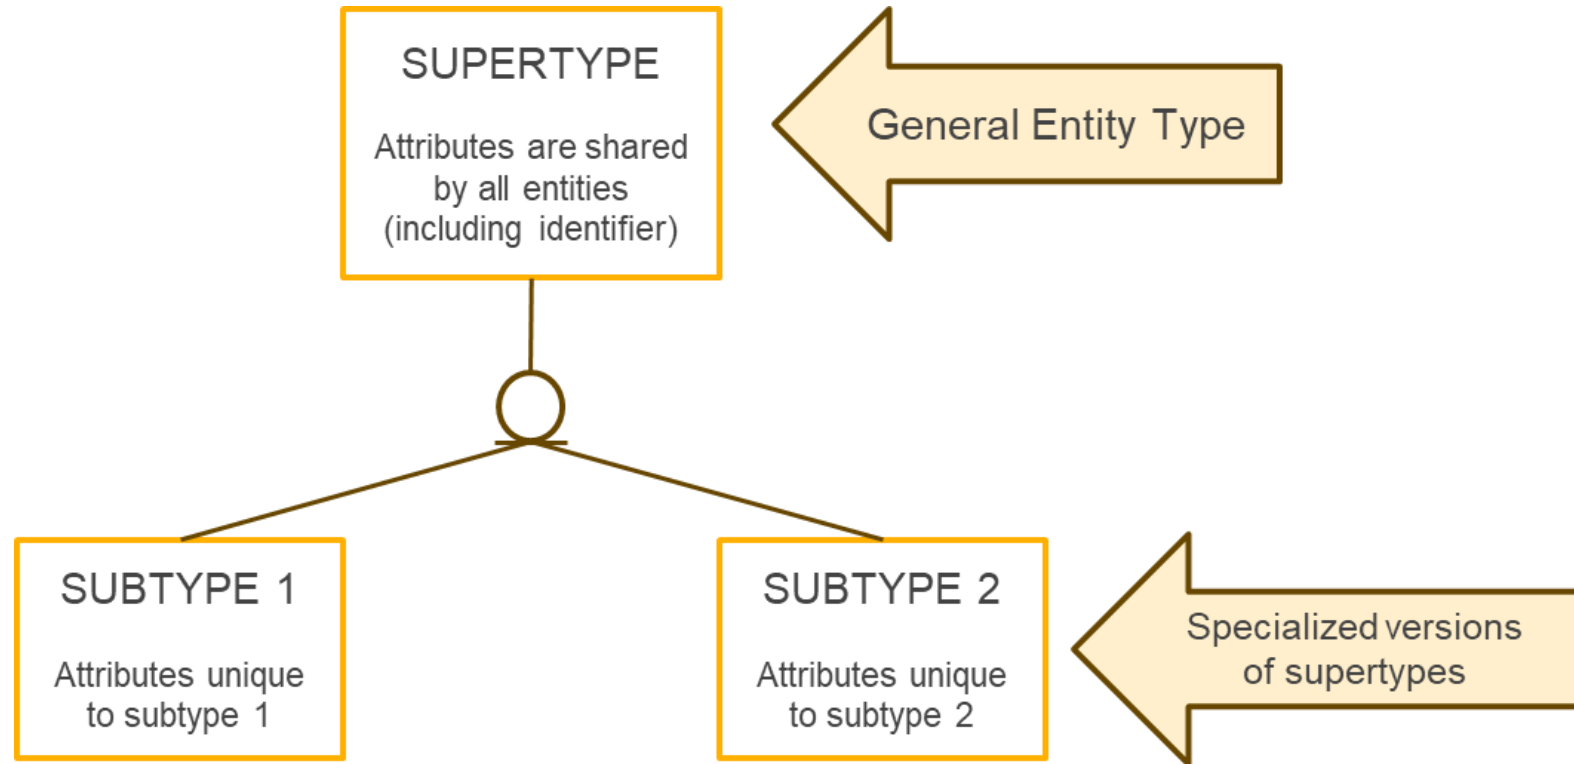 SUPERTYPE
Attributes are shared
by all entities
(including identifier)
General Entity Type
SUBTYPE 1
Attributes unique
to subtype 1
SUBTYPE 2
Attributes unique
to subtype 2
Specialized versions
of supertypes